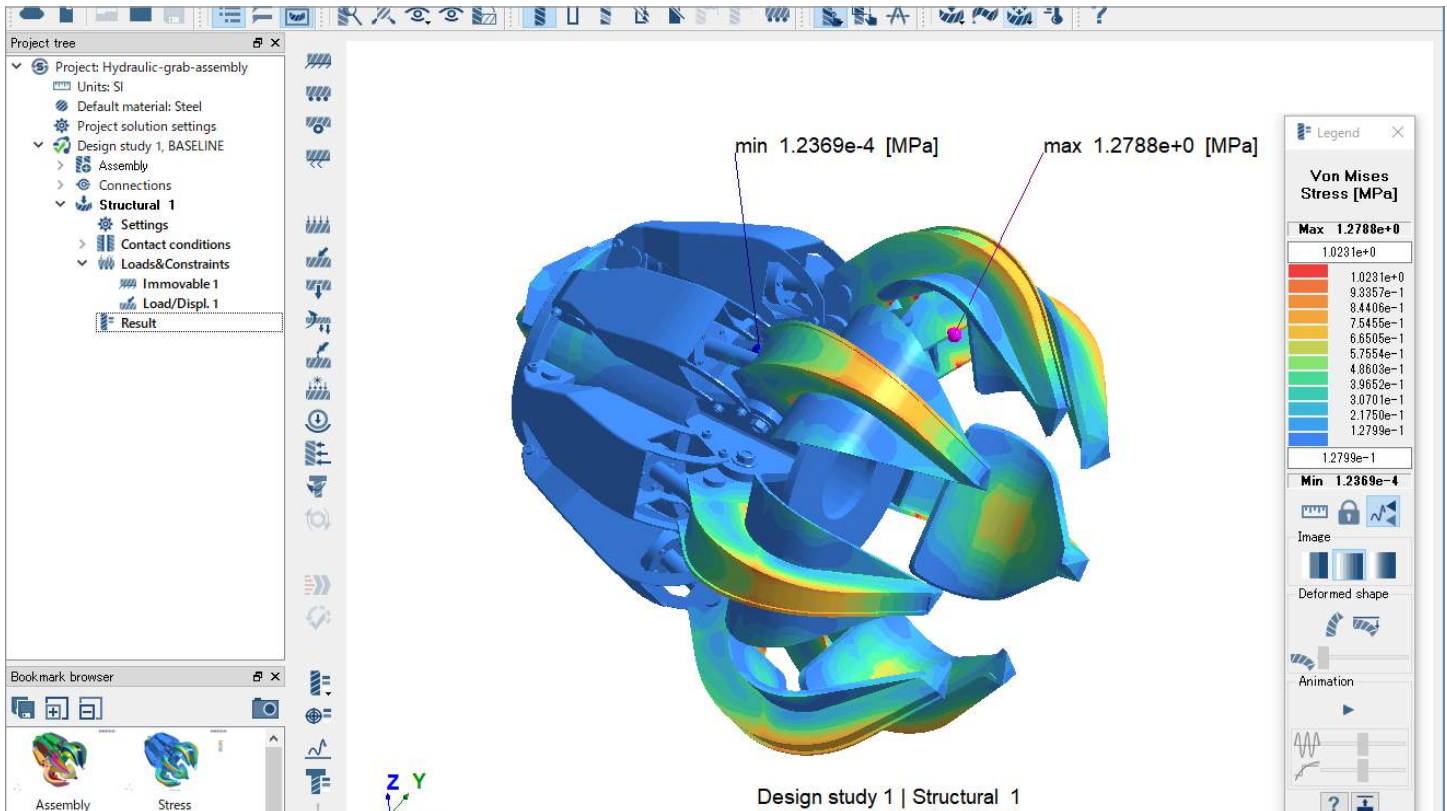 Project tree
Project: Hydraulic-grab-assembly
Units: SI
Default material: Steel
Project solution settings
Design study 1, BASELINE
Assembly
Connections
Structural 1
Settings
Contact conditions
Loads&Constraints
Immovable 1
Load/Displ. 1
Result
Bookmark browser
Assembly
Stress
min 1.2369e-4 [MPa]
max 1.2788e+0 [MPa]
Z Y
Design study 1 | Structural 1
Legend
Von Mises
Stress [MPa]
Max 1.2788e+0
1.0231e+0
1.0231e+0
9.3357e-1
8.4406e-1
7.5455e-1
6.6505e-1
5.7554e-1
4.8603e-1
3.9652e-1
3.0701e-1
2.1750e-1
1.2799e-1
1.2799e-1
Min 1.2369e-4
Image
Deformed shape
Animation
?